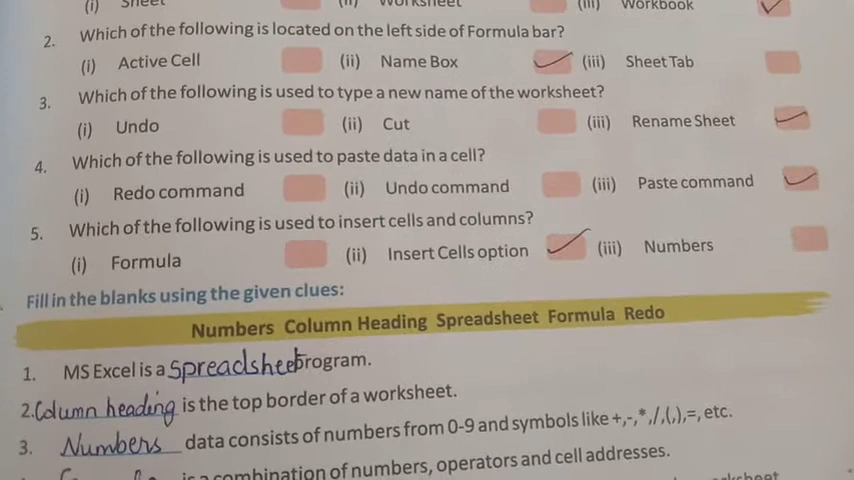 (i) Sheet (ii) Worksheet (iii) Workbook
2. Which of the following is located on the left side of Formula bar?
(i) Active Cell (ii) Name Box (iii) Sheet Tab
3. Which of the following is used to type a new name of the worksheet?
(i) Undo (ii) Cut (iii) Rename Sheet
4. Which of the following is used to paste data in a cell?
(i) Redo command (ii) Undo command (iii) Paste command
5. Which of the following is used to insert cells and columns?
(i) Formula (ii) Insert Cells option (iii) Numbers
Fill in the blanks using the given clues:
Numbers Column Heading Spreadsheet Formula Redo
1. MS Excel is a Spreadsheet program.
2. Column heading is the top border of a worksheet.
3. Numbers data consists of numbers from 0-9 and symbols like +,-,*,/,(,),=, etc.
is a combination of numbers, operators and cell addresses.